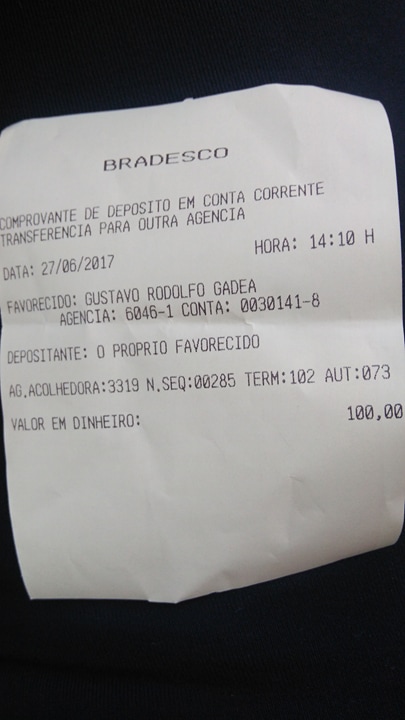 BRADESCO
COMPROVANTE DE DEPOSITO EM CONTA CORRENTE
TRANSFERENCIA PARA OUTRA AGENCIA
DATA: 27/06/2017 HORA: 14:10 H
FAVORECIDO: GUSTAVO RODOLFO GADEA
AGENCIA: 6046-1 CONTA: 0030141-8
DEPOSITANTE: O PROPRIO FAVORECIDO
AG.ACOLHEDORA:3319 N.SEQ:00285 TERM:102 AUT:073
VALOR EM DINHEIRO: 100,00